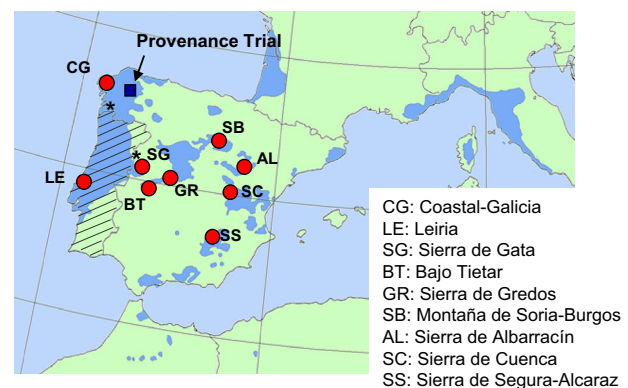 Provenance Trial
CG
*
SB
* SG
AL
LE
GR
SC
BT
SS
CG: Coastal-Galicia
LE: Leiria
SG: Sierra de Gata
BT: Bajo Tietar
GR: Sierra de Gredos
SB: Montaña de Soria-Burgos
AL: Sierra de Albarracín
SC: Sierra de Cuenca
SS: Sierra de Segura-Alcaraz